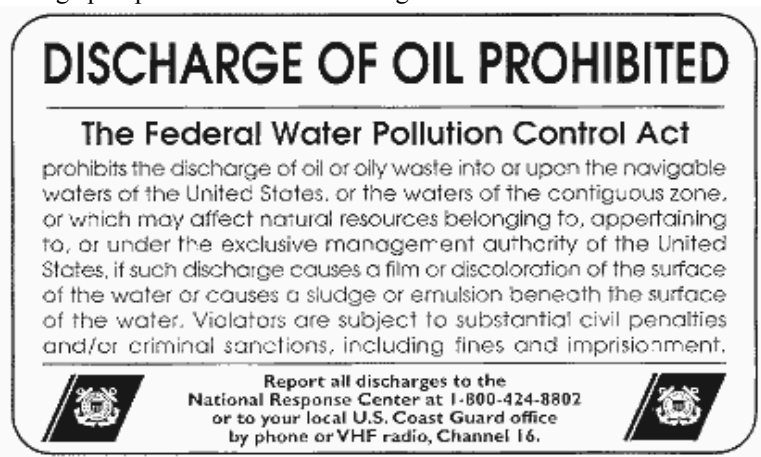 DISCHARGE OF OIL PROHIBITED
The Federal Water Pollution Control Act
prohibits the discharge of oil or oily waste into or upon the navigable
waters of the United States, or the waters of the contiguous zone,
or which may affect natural resources belonging to, appertaining
to, or under the exclusive management authority of the United
States, if such discharge causes a film or discoloration of the surface
of the water or causes a sludge or emulsion beneath the surface
of the water. Violators are subject to substantial civil penalties
and/or criminal sanctions, including fines and imprisionment.
Report all discharges to the
National Response Center at 1-800-424-8802
or to your local U.S. Coast Guard office
by phone or VHF radio, Channel 16.